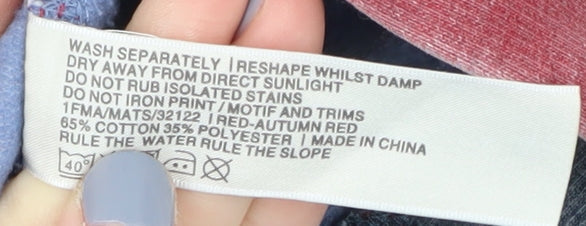 WASH SEPARATELY | RESHAPE WHILST DAMP
DRY AWAY FROM DIRECT SUNLIGHT
DO NOT RUB ISOLATED STAINS
DO NOT IRON PRINT / MOTIF AND TRIMS
1FMA/MATS/32122 | RED-AUTUMN RED
65% COTTON 35% POLYESTER | MADE IN CHINA
RULE THE WATER RULE THE SLOPE
40°